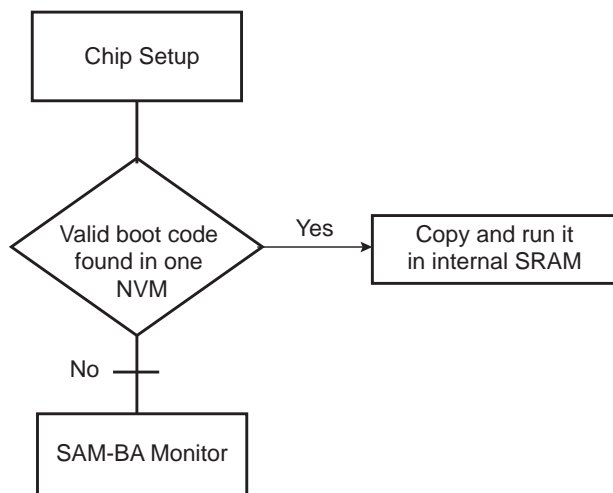 Chip Setup
Valid boot code
found in one
NVM
Yes
Copy and run it
in internal SRAM
No
SAM-BA Monitor